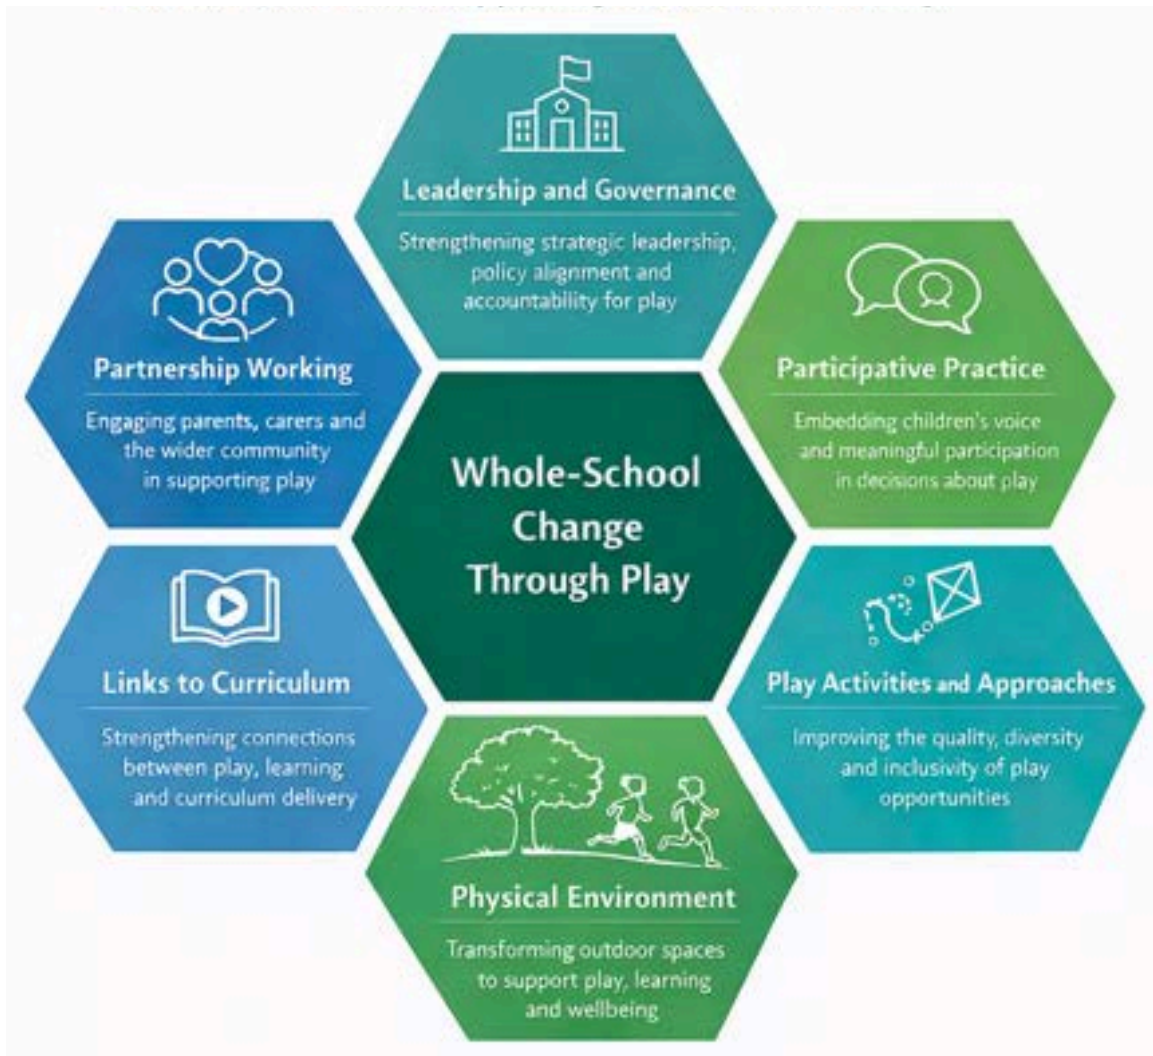 Leadership and Governance
Strengthening strategic leadership,
policy alignment and
accountability for play
Partnership Working
Engaging parents, carers and
the wider community
in supporting play
Participative Practice
Embedding children's voice
and meaningful participation
in decisions about play
Whole-School
Change
Through Play
Links to Curriculum
Strengthening connections
between play, learning
and curriculum delivery
Play Activities and Approaches
Improving the quality, diversity
and inclusivity of play
opportunities
Physical Environment
Transforming outdoor spaces
to support play, learning
and wellbeing